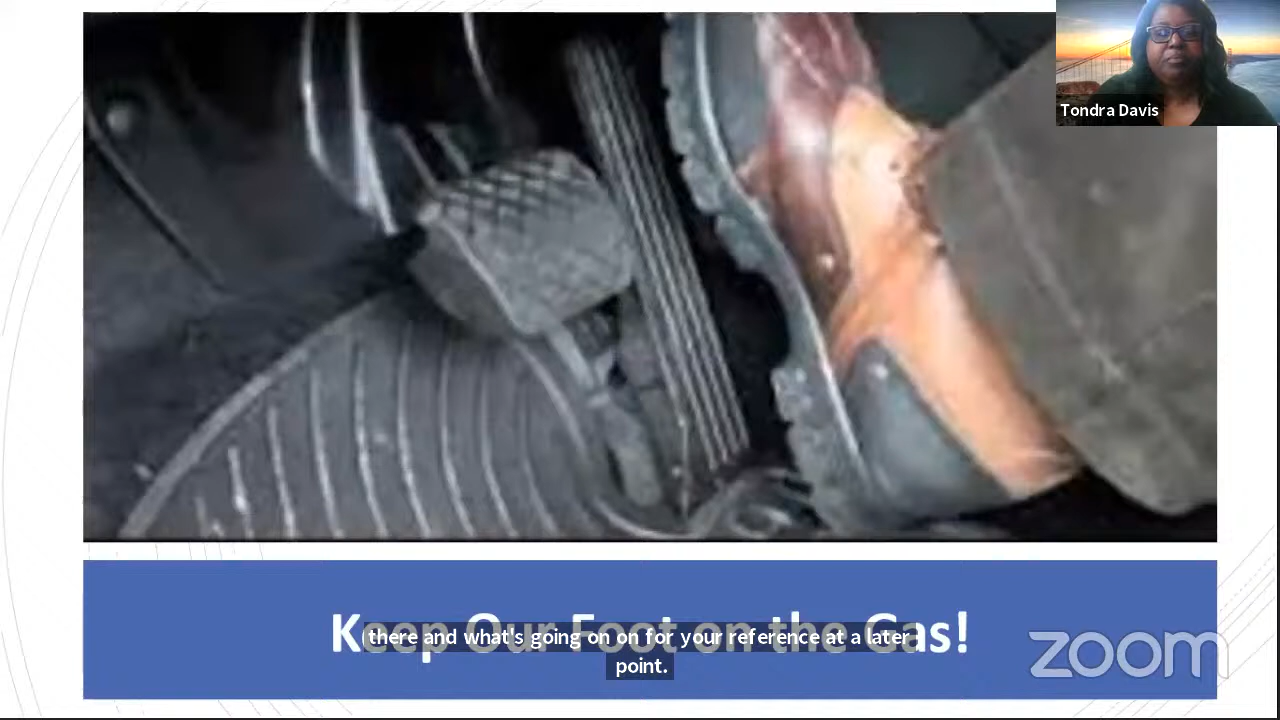 Tondra Davis
Keep Our Foot on the Gas!
there and what's going on on for your reference at a later
point.
zoom